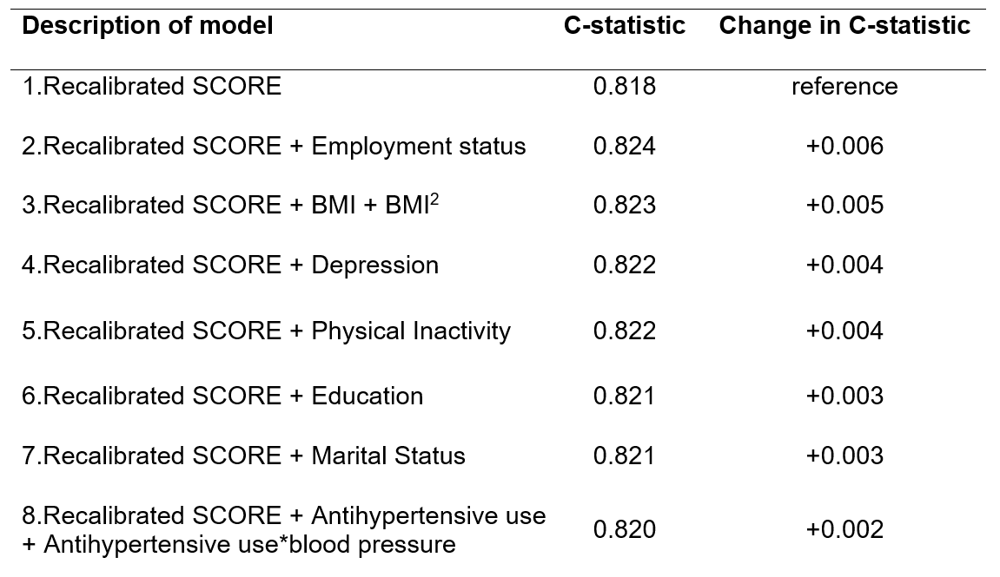 Description of model C-statistic Change in C-statistic
1.Recalibrated SCORE 0.818 reference
2.Recalibrated SCORE + Employment status 0.824 +0.006
3.Recalibrated SCORE + BMI + BMI² 0.823 +0.005
4.Recalibrated SCORE + Depression 0.822 +0.004
5.Recalibrated SCORE + Physical Inactivity 0.822 +0.004
6.Recalibrated SCORE + Education 0.821 +0.003
7.Recalibrated SCORE + Marital Status 0.821 +0.003
8.Recalibrated SCORE + Antihypertensive use
+ Antihypertensive use*blood pressure 0.820 +0.002